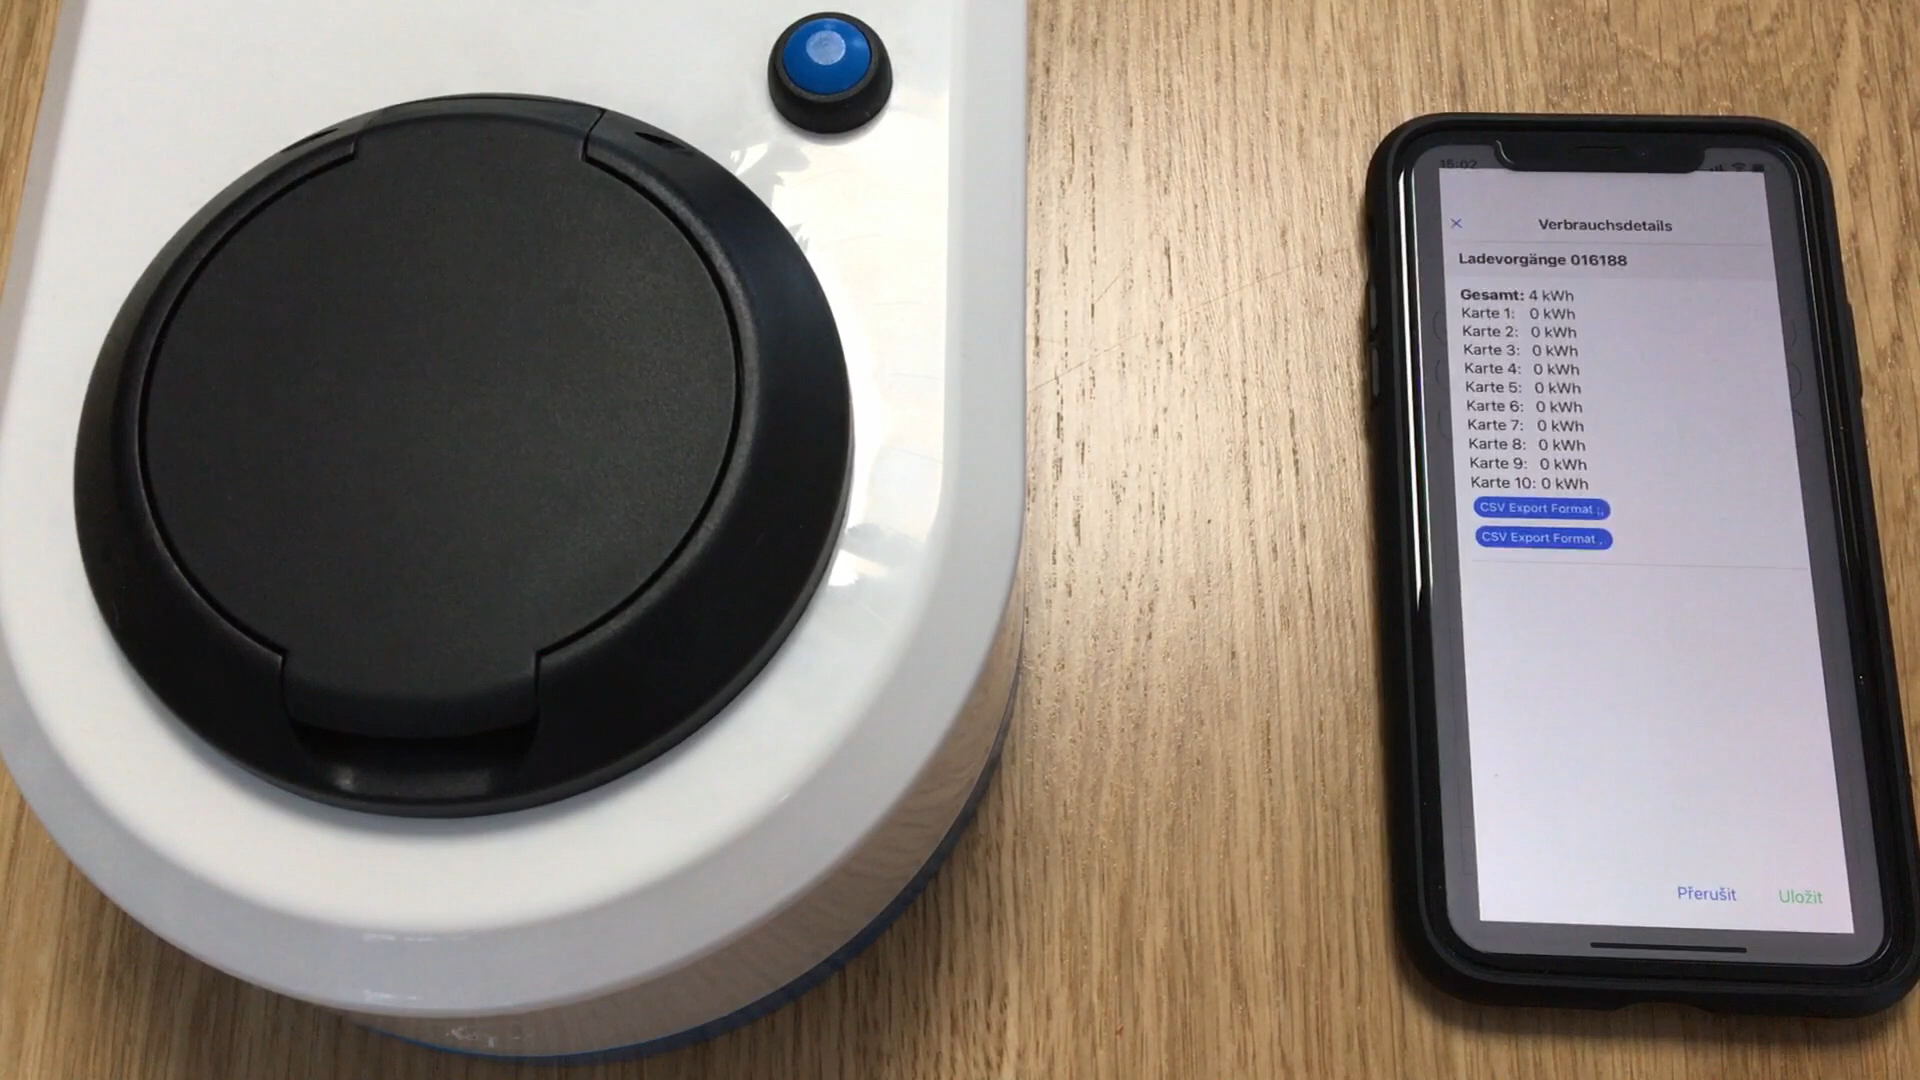 16:02
Verbrauchsdetails
Ladevorgänge 016188
Gesamt: 4 kWh
Karte 1: 0 kWh
Karte 2: 0 kWh
Karte 3: 0 kWh
Karte 4: 0 kWh
Karte 5: 0 kWh
Karte 6: 0 kWh
Karte 7: 0 kWh
Karte 8: 0 kWh
Karte 9: 0 kWh
Karte 10: 0 kWh
CSV Export Format ;,
CSV Export Format ,.
Přerušit Uložit